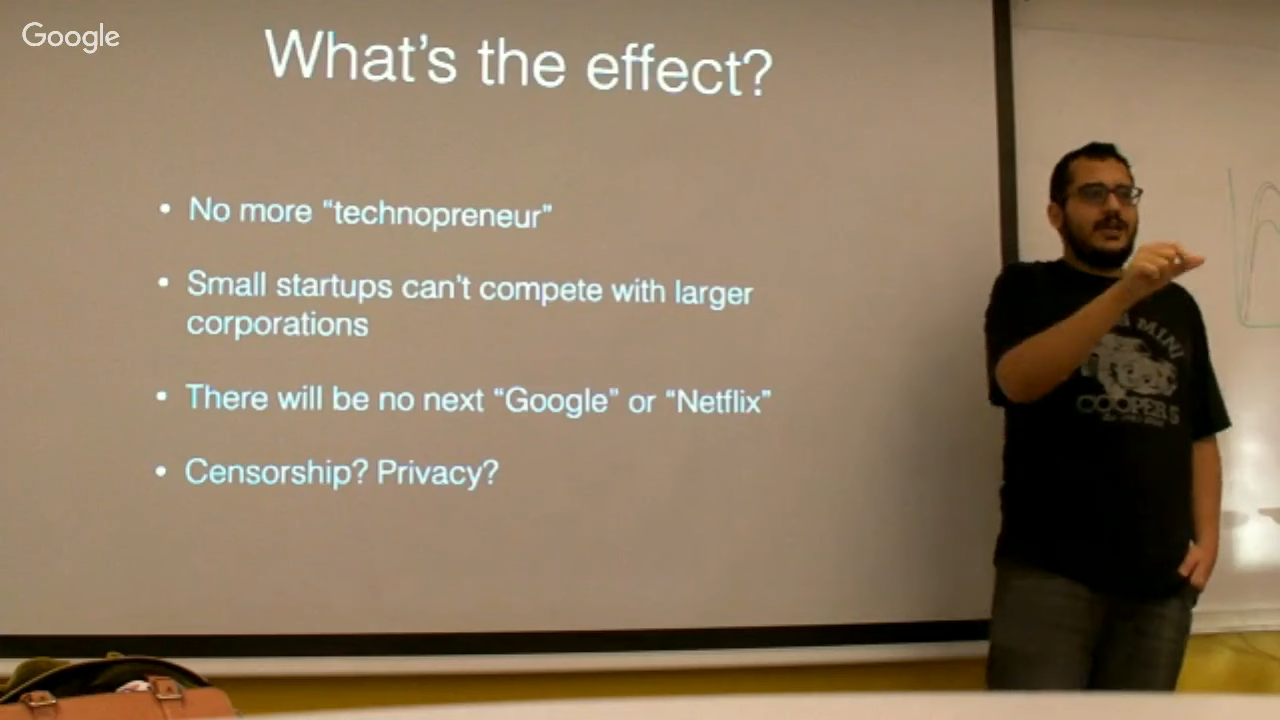 Google
What's the effect?
• No more “technopreneur”
• Small startups can't compete with larger
corporations
• There will be no next “Google” or “Netflix”
• Censorship? Privacy?
MINI
COOPER S